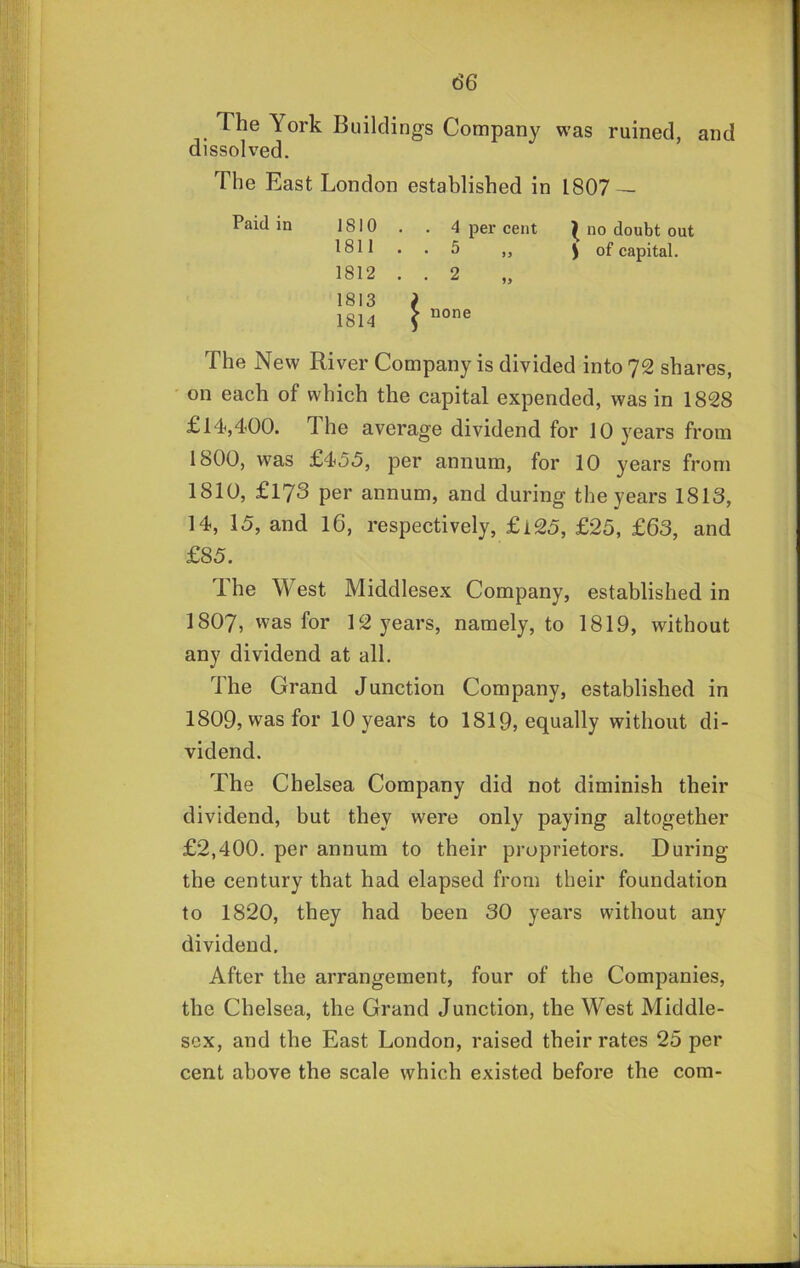 66
The York Buildings Company was ruined, and
dissolved.
The East London established in 1807 —
Paid in 1810 . . 4 per cent } no doubt out
1811 . . 5 „ } of capital.
1812 . . 2 „
1813 }
1814 } none
The New River Company is divided into 72 shares,
on each of which the capital expended, was in 1828
£14,400. The average dividend for 10 years from
1800, was £455, per annum, for 10 years from
1810, £173 per annum, and during the years 1813,
14, 15, and 16, respectively, £125, £25, £63, and
£85.
The West Middlesex Company, established in
1807, was for 12 years, namely, to 1819, without
any dividend at all.
The Grand Junction Company, established in
1809, was for 10 years to 1819, equally without di-
vidend.
The Chelsea Company did not diminish their
dividend, but they were only paying altogether
£2,400. per annum to their proprietors. During
the century that had elapsed from their foundation
to 1820, they had been 30 years without any
dividend.
After the arrangement, four of the Companies,
the Chelsea, the Grand Junction, the West Middle-
sex, and the East London, raised their rates 25 per
cent above the scale which existed before the com-